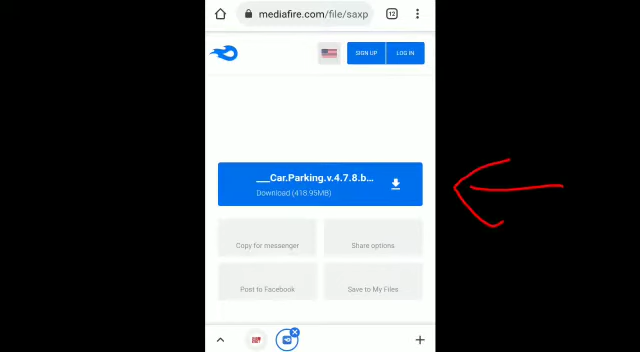 mediafire.com/file/saxp
12
SIGN UP
LOG IN
___Car.Parking.v.4.7.8.b...
Download (418.95MB)
Copy for messenger
Share options
Post to Facebook
Save to My Files